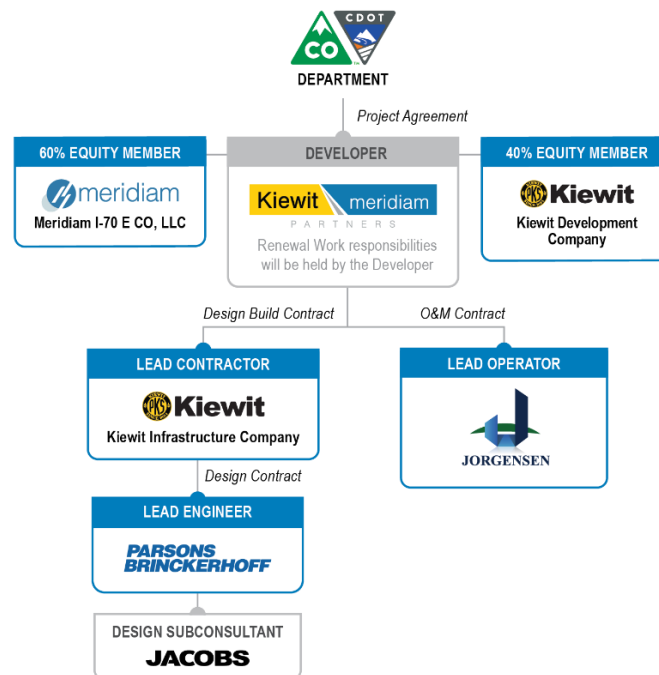 CO
CDOT
DEPARTMENT
Project Agreement
60% EQUITY MEMBER
meridiam
Meridiam I-70 E CO, LLC
DEVELOPER
Kiewit meridiam
PARTNERS
Renewal Work responsibilities
will be held by the Developer
40% EQUITY MEMBER
PKS Kiewit
Kiewit Development
Company
Design Build Contract
O&M Contract
LEAD CONTRACTOR
PKS Kiewit
Kiewit Infrastructure Company
LEAD OPERATOR
JORGENSEN
Design Contract
LEAD ENGINEER
PARSONS
BRINCKERHOFF
DESIGN SUBCONSULTANT
JACOBS